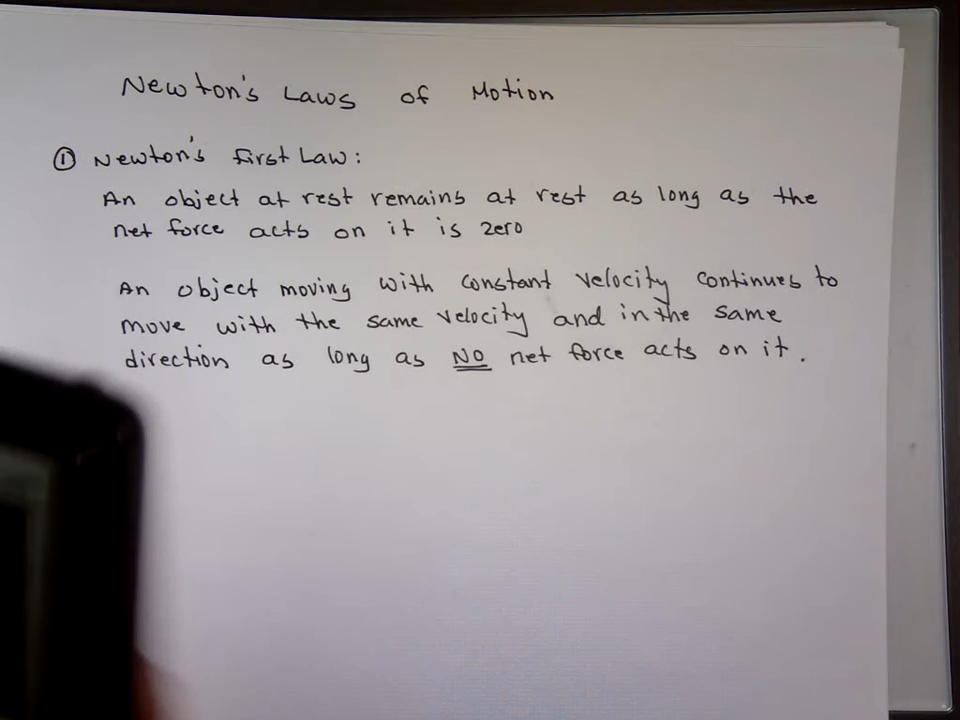 Newton's Laws of Motion
① Newton's First Law:
An object at rest remains at rest as long as the
net force acts on it is zero
An object moving with constant velocity continues to
move with the same velocity and in the same
direction as long as NO net force acts on it.